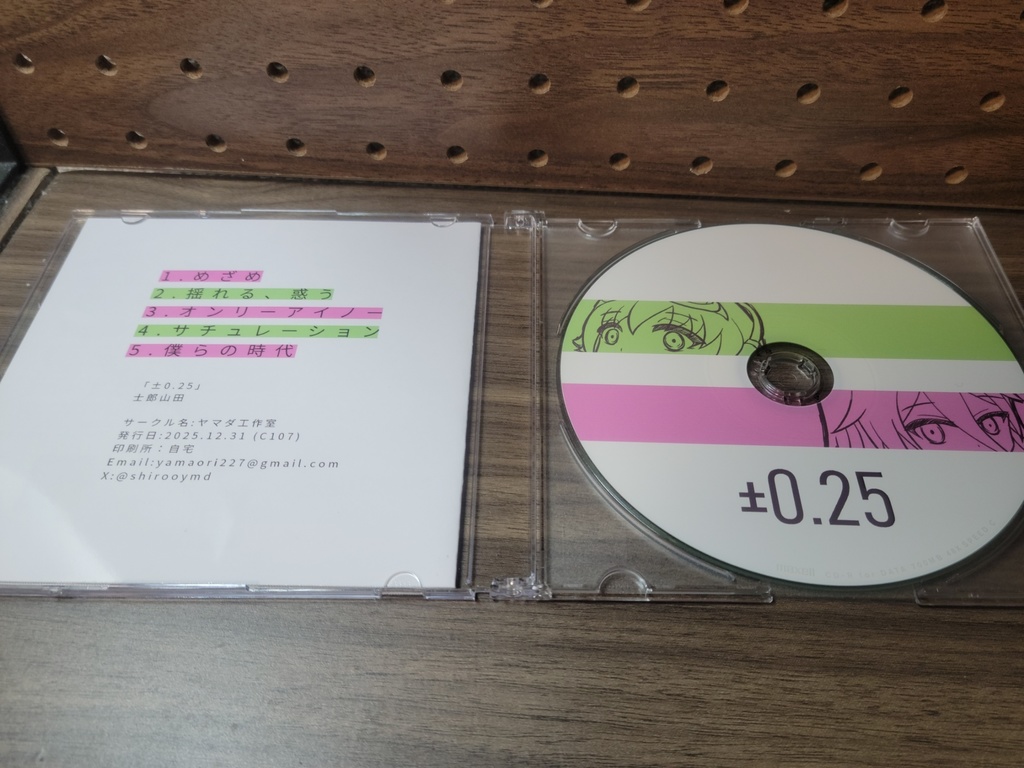 1.めざめ
2.揺れる、惑う
3.オンリーアイノー
4.サチュレーション
5.僕らの時代
「±0.25」
士郎山田
サークル名:ヤマダ工作室
発行日:2025.12.31 (C107)
印刷所：自宅
Email:yamaori227@gmail.com
X:@shirooymd
±0.25